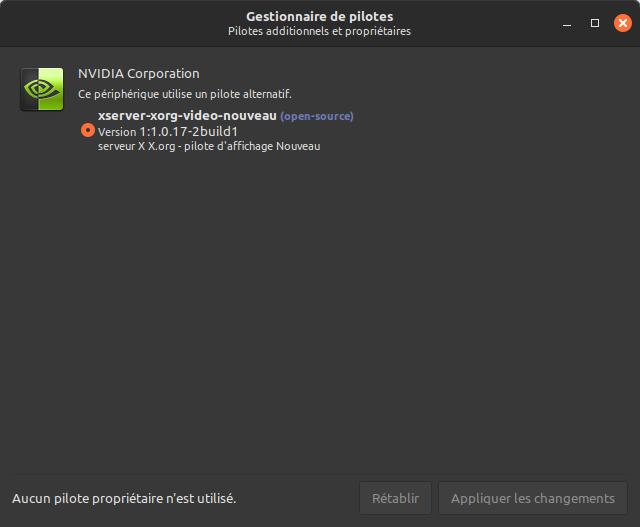 Gestionnaire de pilotes
Pilotes additionnels et propriétaires
NVIDIA Corporation
Ce périphérique utilise un pilote alternatif.
xserver-xorg-video-nouveau (open-source)
Version 1:1.0.17-2build1
serveur X X.org - pilote d'affichage Nouveau
Aucun pilote propriétaire n'est utilisé.
Rétablir
Appliquer les changements